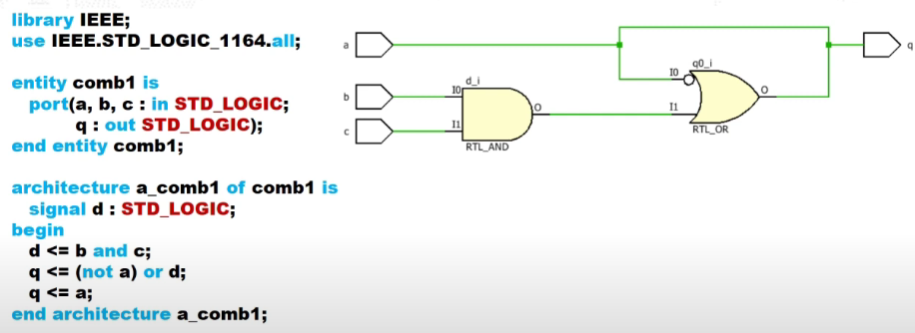 library IEEE;
use IEEE.STD_LOGIC_1164.all;
entity comb1 is
port(a, b, c : in STD_LOGIC;
q : out STD_LOGIC);
end entity comb1;
architecture a_comb1 of comb1 is
signal d : STD_LOGIC;
begin
d <= b and c;
q <= (not a) or d;
q <= a;
end architecture a_comb1;
a
b
c
d_i
I0
I1
O
RTL_AND
q0_i
I0
I1
O
RTL_OR
q